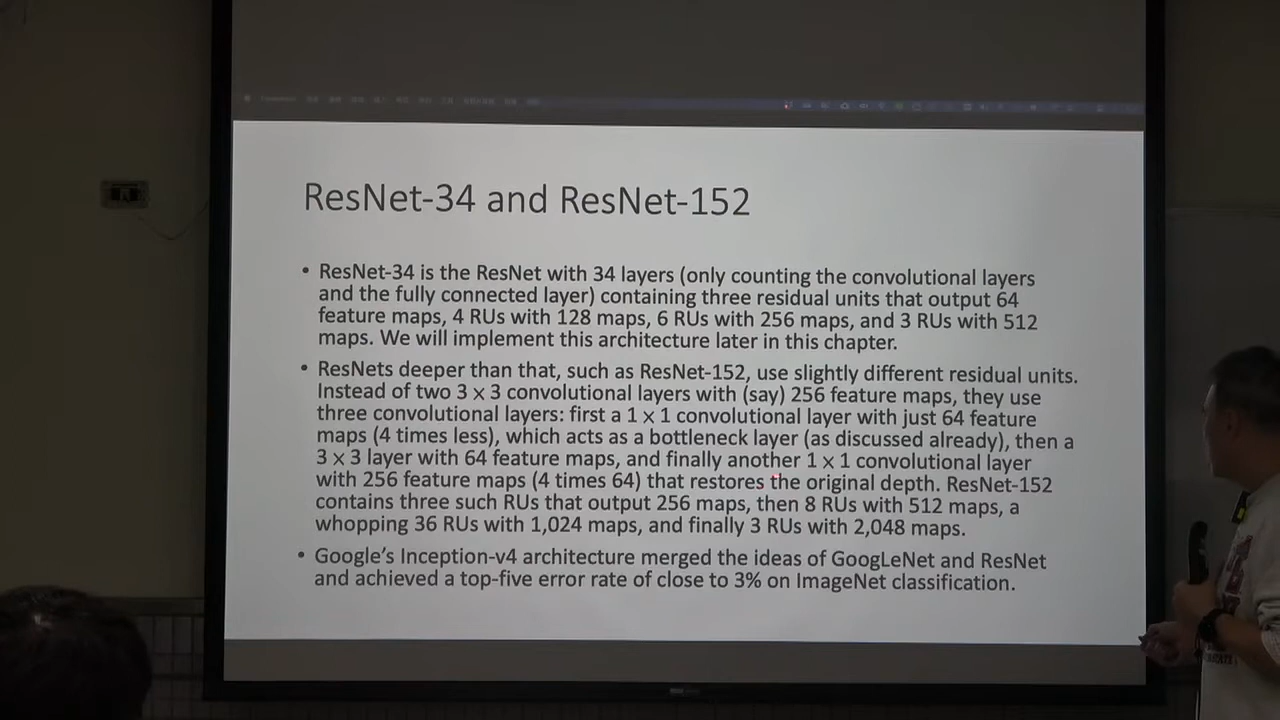 ResNet-34 and ResNet-152
• ResNet-34 is the ResNet with 34 layers (only counting the convolutional layers
and the fully connected layer) containing three residual units that output 64
feature maps, 4 RUs with 128 maps, 6 RUs with 256 maps, and 3 RUs with 512
maps. We will implement this architecture later in this chapter.
• ResNets deeper than that, such as ResNet-152, use slightly different residual units.
Instead of two 3 x 3 convolutional layers with (say) 256 feature maps, they use
three convolutional layers: first a 1 x 1 convolutional layer with just 64 feature
maps (4 times less), which acts as a bottleneck layer (as discussed already), then a
3 x 3 layer with 64 feature maps, and finally another 1 x 1 convolutional layer
with 256 feature maps (4 times 64) that restores the original depth. ResNet-152
contains three such RUs that output 256 maps, then 8 RUs with 512 maps, a
whopping 36 RUs with 1,024 maps, and finally 3 RUs with 2,048 maps.
• Google’s Inception-v4 architecture merged the ideas of GoogLeNet and ResNet
and achieved a top-five error rate of close to 3% on ImageNet classification.